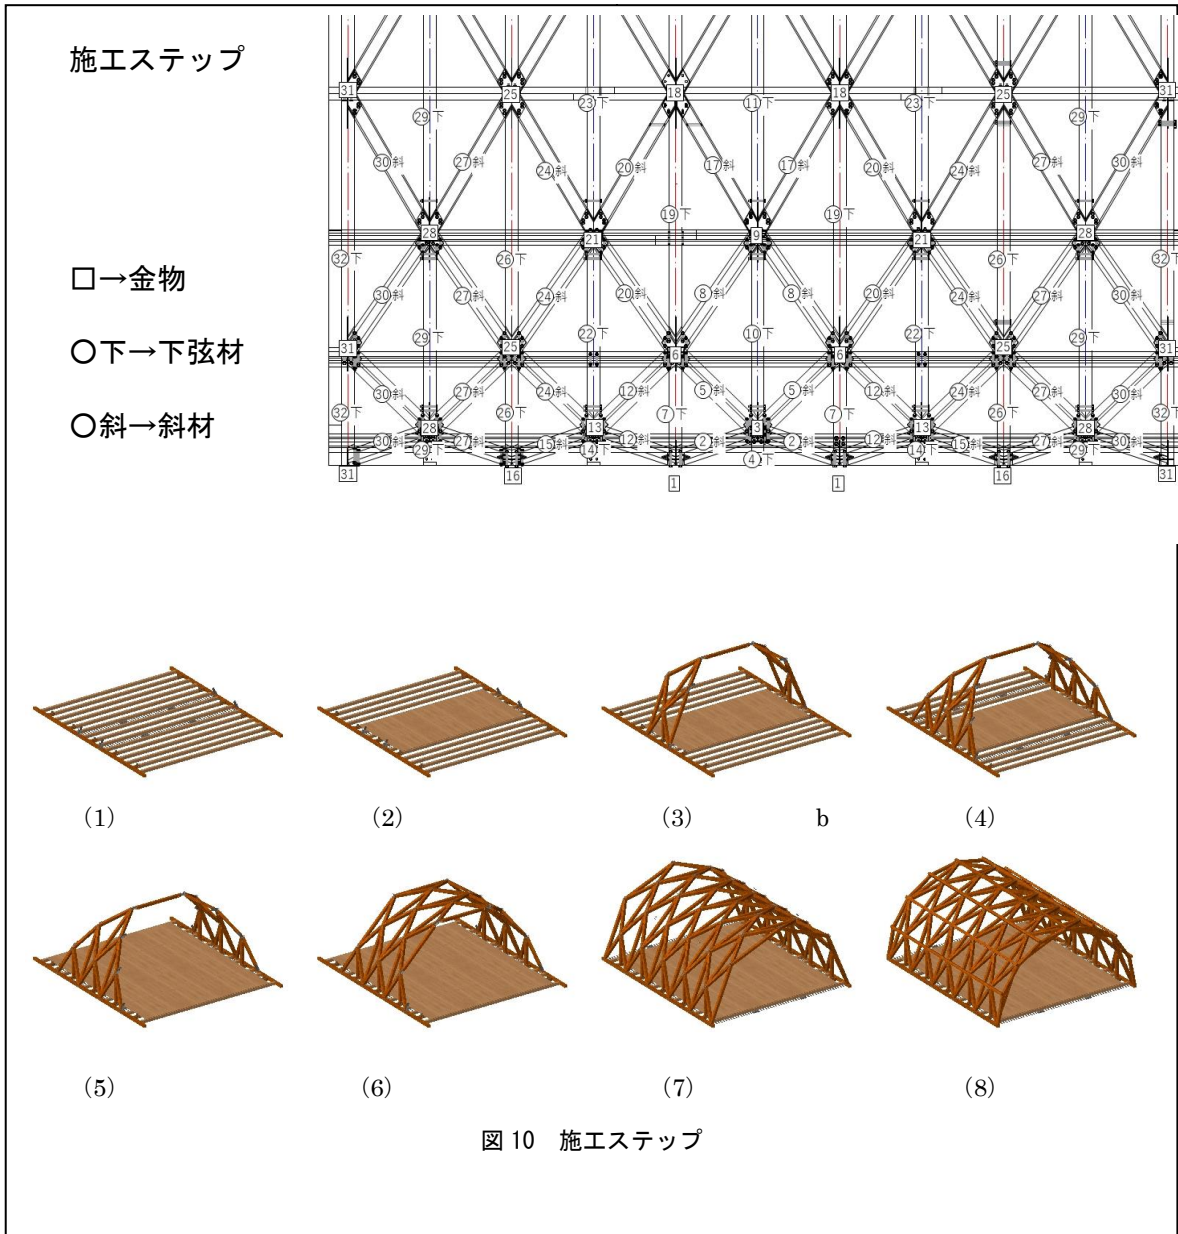 施工ステップ
□→金物
○下→下弦材
○斜→斜材
31 25 18 18 25 31
29下 23下 11下 23下 29下
30斜 27斜 24斜 20斜 17斜 17斜 20斜 24斜 27斜 30斜
19下 19下
28 21 9 21 28
32下 26下 26下 32下
30斜 27斜 24斜 20斜 8斜 8斜 20斜 24斜 27斜 30斜
29下 22下 10下 22下 29下
31 25 6 6 25 31
30斜 27斜 24斜 12斜 5斜 5斜 12斜 24斜 27斜 30斜
32下 26下 7下 7下 26下 32下
28 13 3 13 28
30斜 27斜 15斜 12斜 2斜 2斜 12斜 15斜 27斜 30斜
29下 14下 4下 14下 29下
31 16 1 1 16 31
(1) (2) (3) b (4)
(5) (6) (7) (8)
図 10 施工ステップ